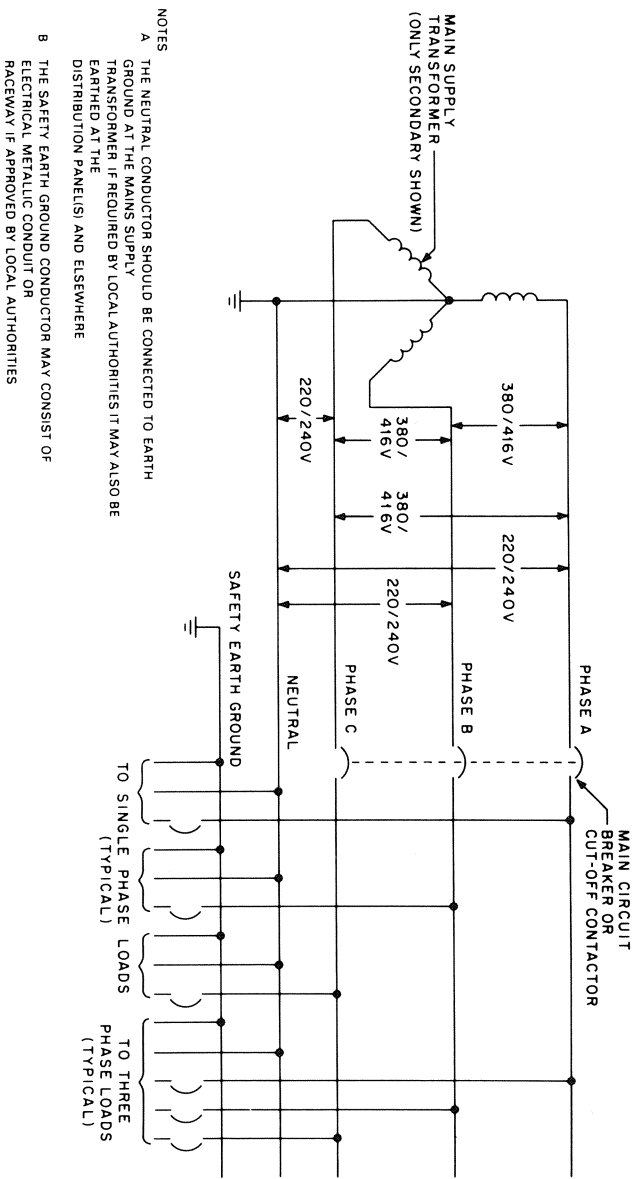 MAIN SUPPLY
TRANSFORMER
(ONLY SECONDARY SHOWN)
380/416V
380/
416V
220/240V
380/
416V
220/240V
220/240V
PHASE A
PHASE B
PHASE C
NEUTRAL
SAFETY EARTH GROUND
MAIN CIRCUIT
BREAKER OR
CUT-OFF CONTACTOR
TO SINGLE PHASE LOADS
(TYPICAL)
TO THREE
PHASE LOADS
(TYPICAL)
NOTES
A THE NEUTRAL CONDUCTOR SHOULD BE CONNECTED TO EARTH
GROUND AT THE MAINS SUPPLY
TRANSFORMER IF REQUIRED BY LOCAL AUTHORITIES IT MAY ALSO BE
EARTHED AT THE
DISTRIBUTION PANEL(S) AND ELSEWHERE
B THE SAFETY EARTH GROUND CONDUCTOR MAY CONSIST OF
ELECTRICAL METALLIC CONDUIT OR
RACEWAY IF APPROVED BY LOCAL AUTHORITIES